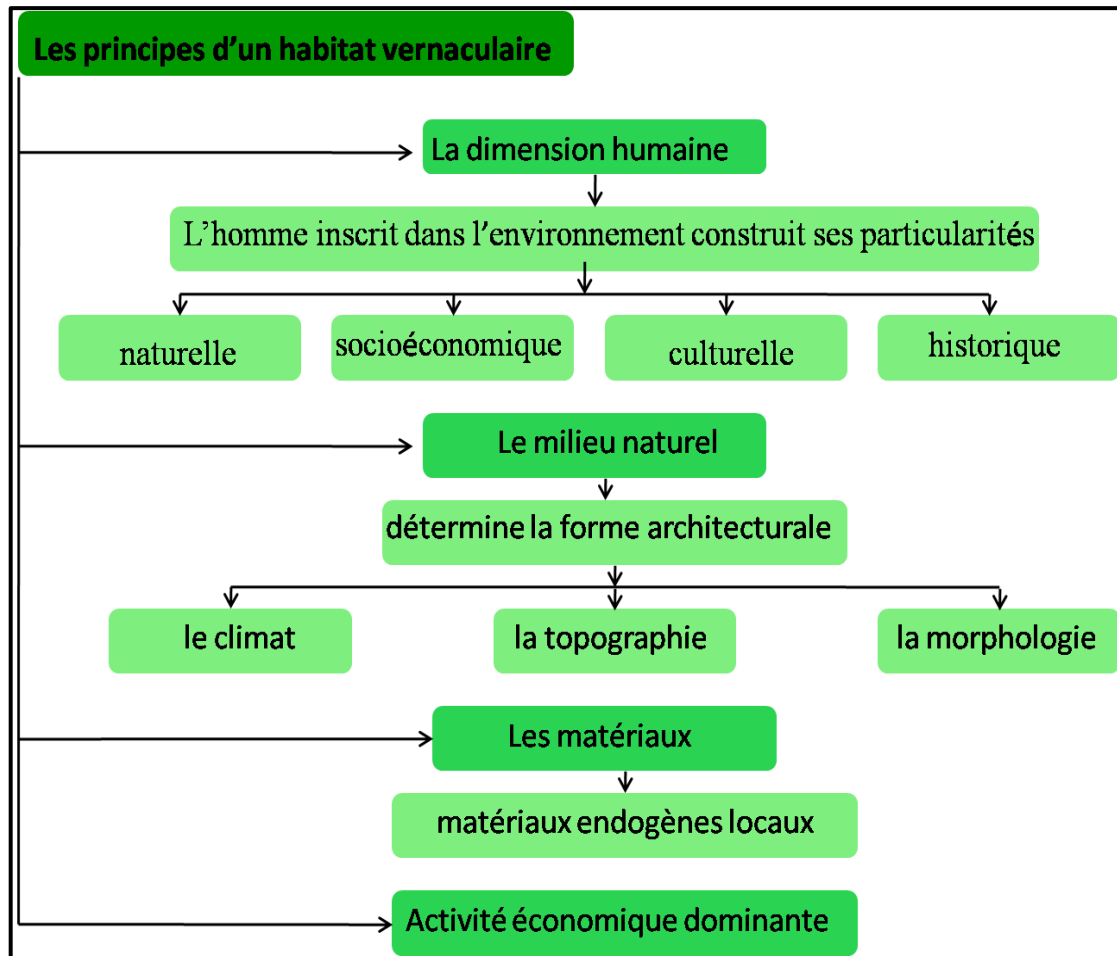 Les principes d’un habitat vernaculaire
La dimension humaine
L’homme inscrit dans l’environnement construit ses particularités
naturelle
socioéconomique
culturelle
historique
Le milieu naturel
détermine la forme architecturale
le climat
la topographie
la morphologie
Les matériaux
matériaux endogènes locaux
Activité économique dominante